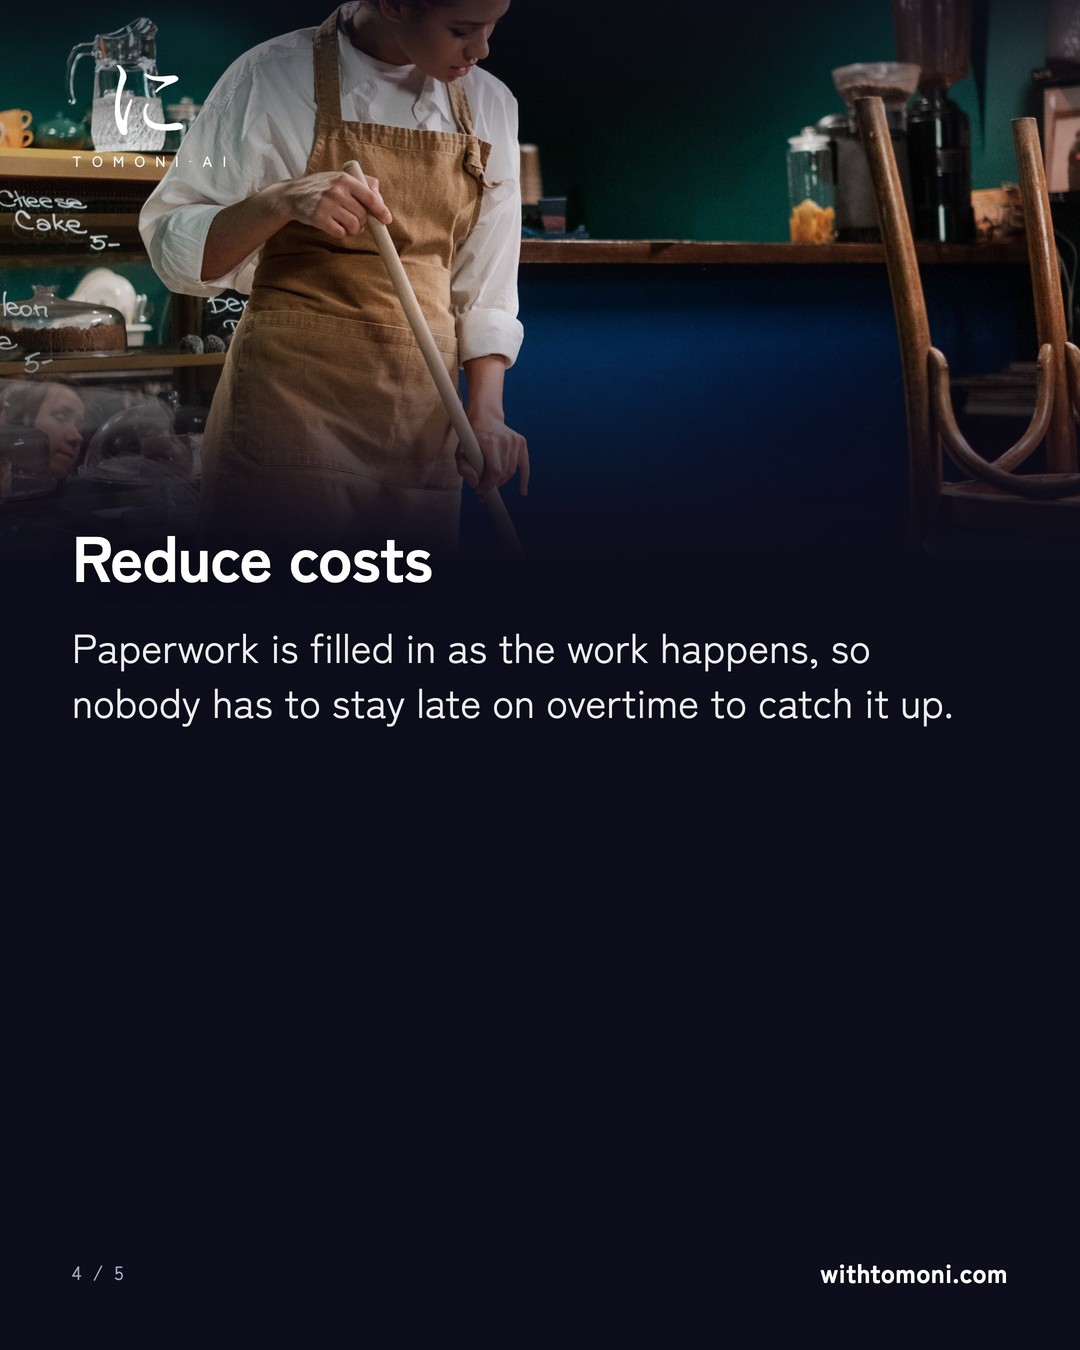 に
TOMONI·AI
Cheese
Cake
5-
5-
Reduce costs
Paperwork is filled in as the work happens, so
nobody has to stay late on overtime to catch it up.
4 / 5
withtomoni.com